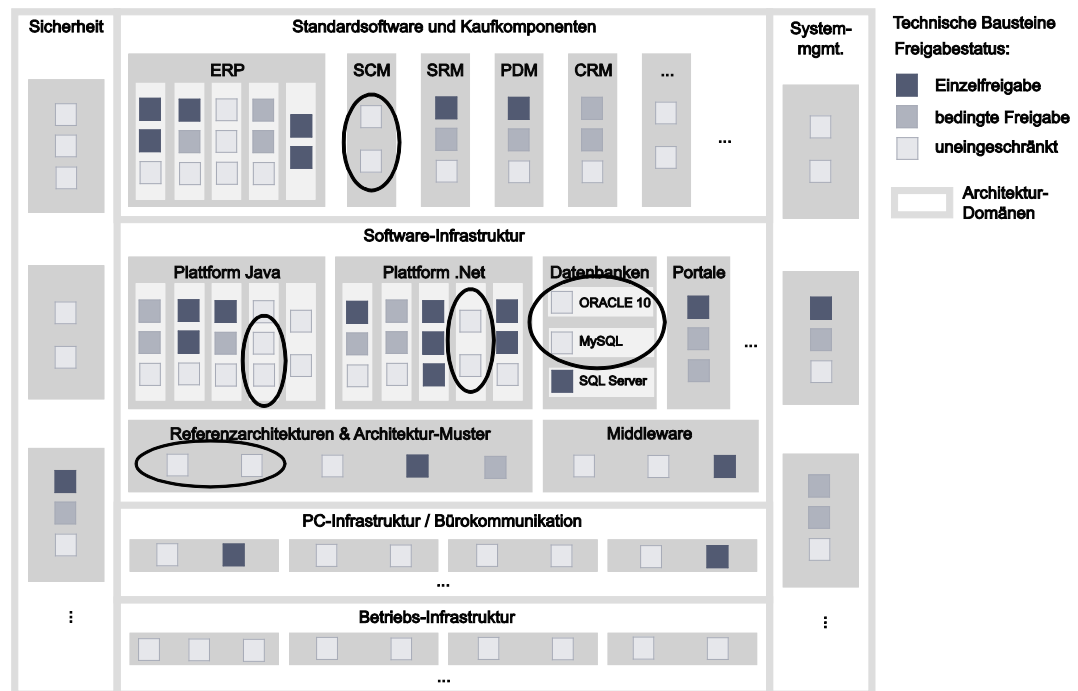 Sicherheit
Standardsoftware und Kaufkomponenten
System-
mgmt.
Technische Bausteine
Freigabestatus:
Einzelfreigabe
bedingte Freigabe
uneingeschränkt
Architektur-
Domänen
ERP
SCM
SRM
PDM
CRM
...
...
Software-Infrastruktur
Plattform Java
Plattform .Net
Datenbanken
Portale
ORACLE 10
MySQL
SQL Server
...
Referenzarchitekturen & Architektur-Muster
Middleware
PC-Infrastruktur / Bürokommunikation
...
Betriebs-Infrastruktur
...
...
...